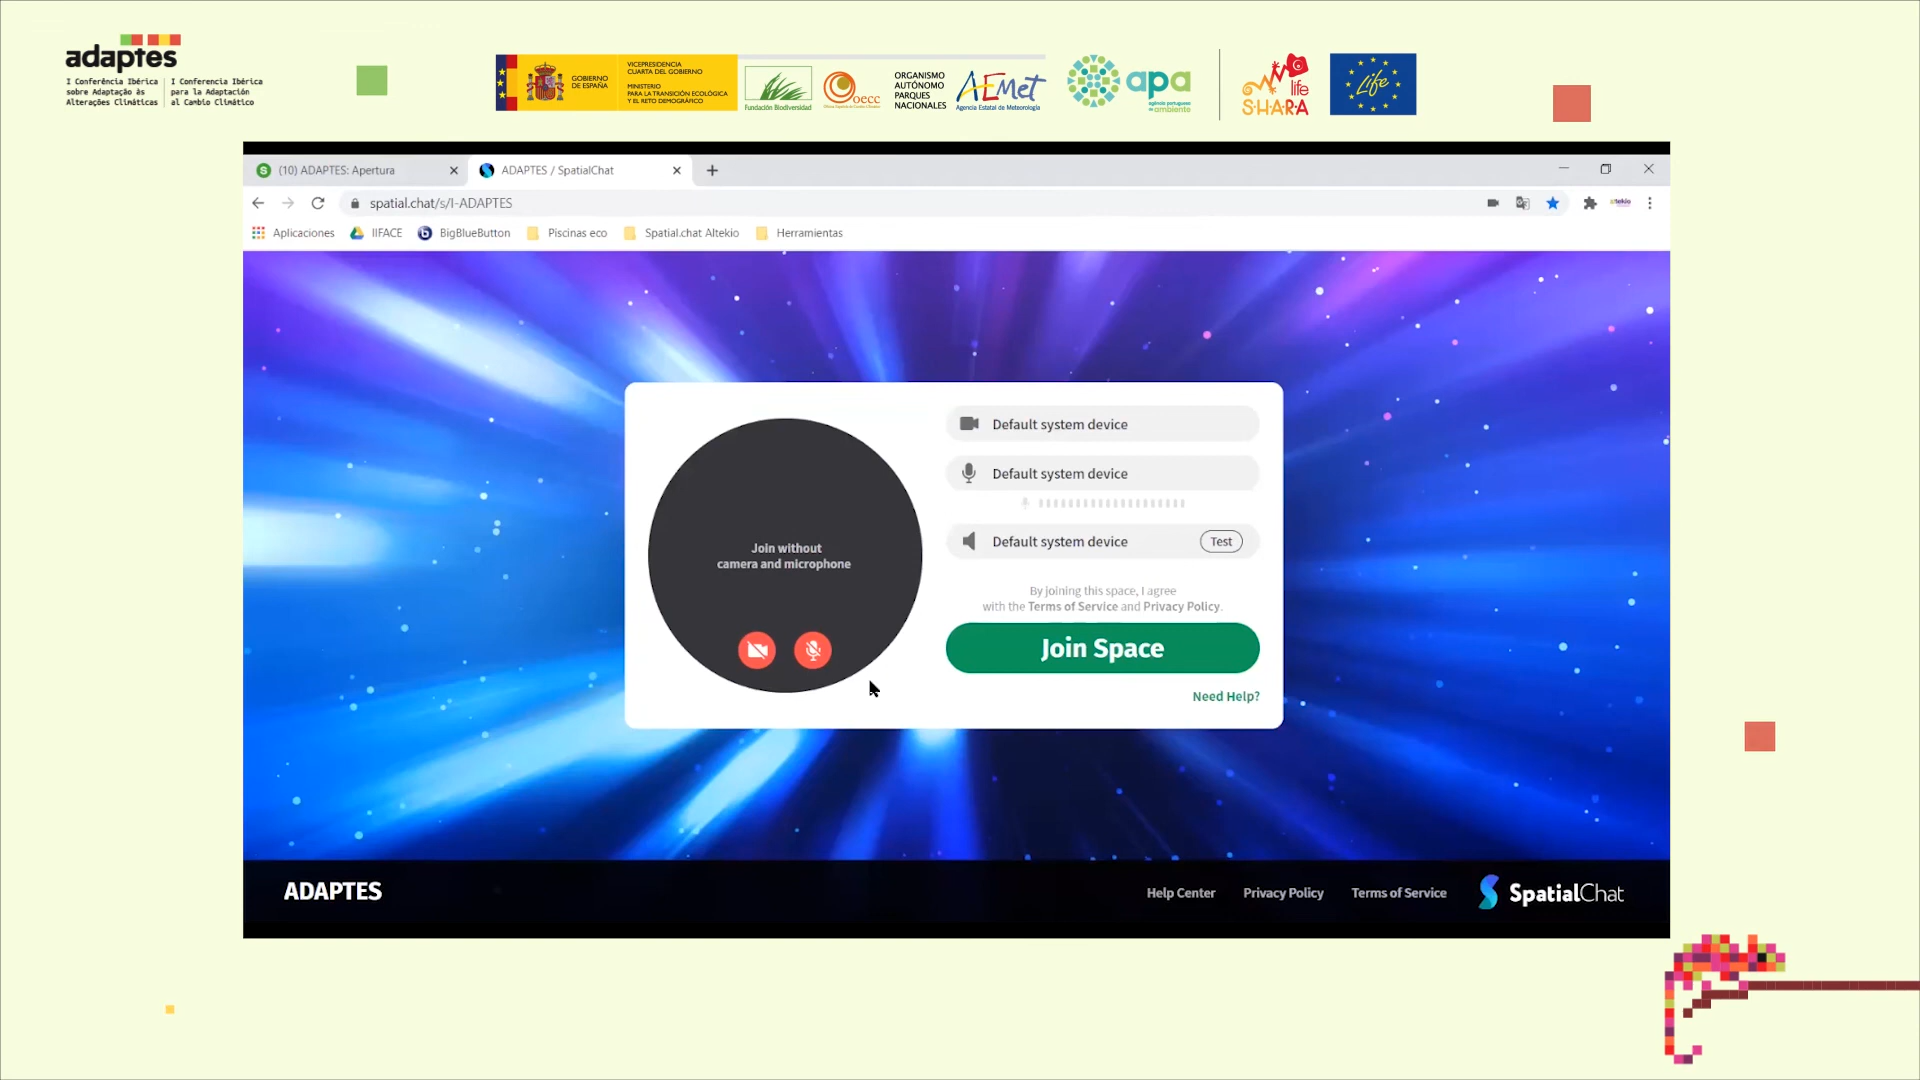 adaptes
I Conferência Ibérica
sobre Adaptação às
Alterações Climáticas
I Conferencia Ibérica
para la Adaptación
al Cambio Climático
GOBIERNO
DE ESPAÑA
VICEPRESIDENCIA
CUARTA DEL GOBIERNO
MINISTERIO
PARA LA TRANSICIÓN ECOLÓGICA
Y EL RETO DEMOGRÁFICO
Fundación Biodiversidad
oecc
ORGANISMO
AUTÓNOMO
PARQUES
NACIONALES
AEMet
Agencia Estatal de Meteorología
apa
agência portuguesa
do ambiente
life
SHARA
Life
(10) ADAPTES: Apertura
ADAPTES / SpatialChat
spatial.chat/s/I-ADAPTES
altekio
Aplicaciones
IIFACE
BigBlueButton
Piscinas eco
Spatial.chat Altekio
Herramientas
Join without
camera and microphone
Default system device
Default system device
Default system device
Test
By joining this space, I agree
with the Terms of Service and Privacy Policy.
Join Space
Need Help?
ADAPTES
Help Center
Privacy Policy
Terms of Service
SpatialChat